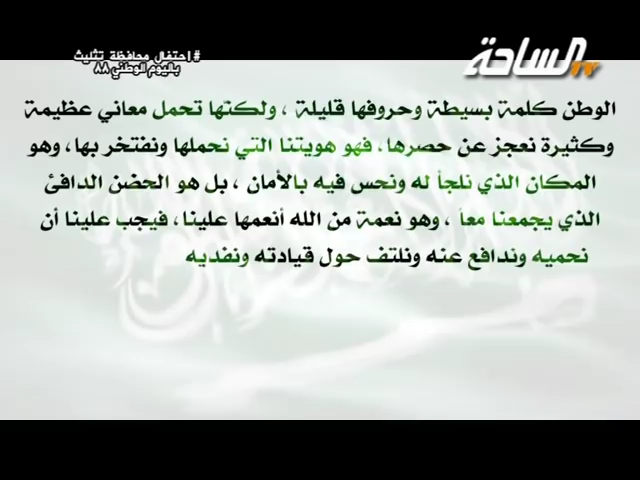 #احتفال محافظة تثليث
باليوم الوطني ٨٨
الساحة TV
الوطن كلمة بسيطة وحروفها قليلة ، ولكنها تحمل معاني عظيمة
وكثيرة نعجز عن حصرها، فهو هويتنا التي نحملها ونفتخر بها، وهو
المكان الذي نلجأ له ونحس فيه بالأمان ، بل هو الحضن الدافئ
الذي يجمعنا معاً ، وهو نعمة من الله أنعمها علينا، فيجب علينا أن
نحميه وندافع عنه ونلتف حول قيادته ونفديه